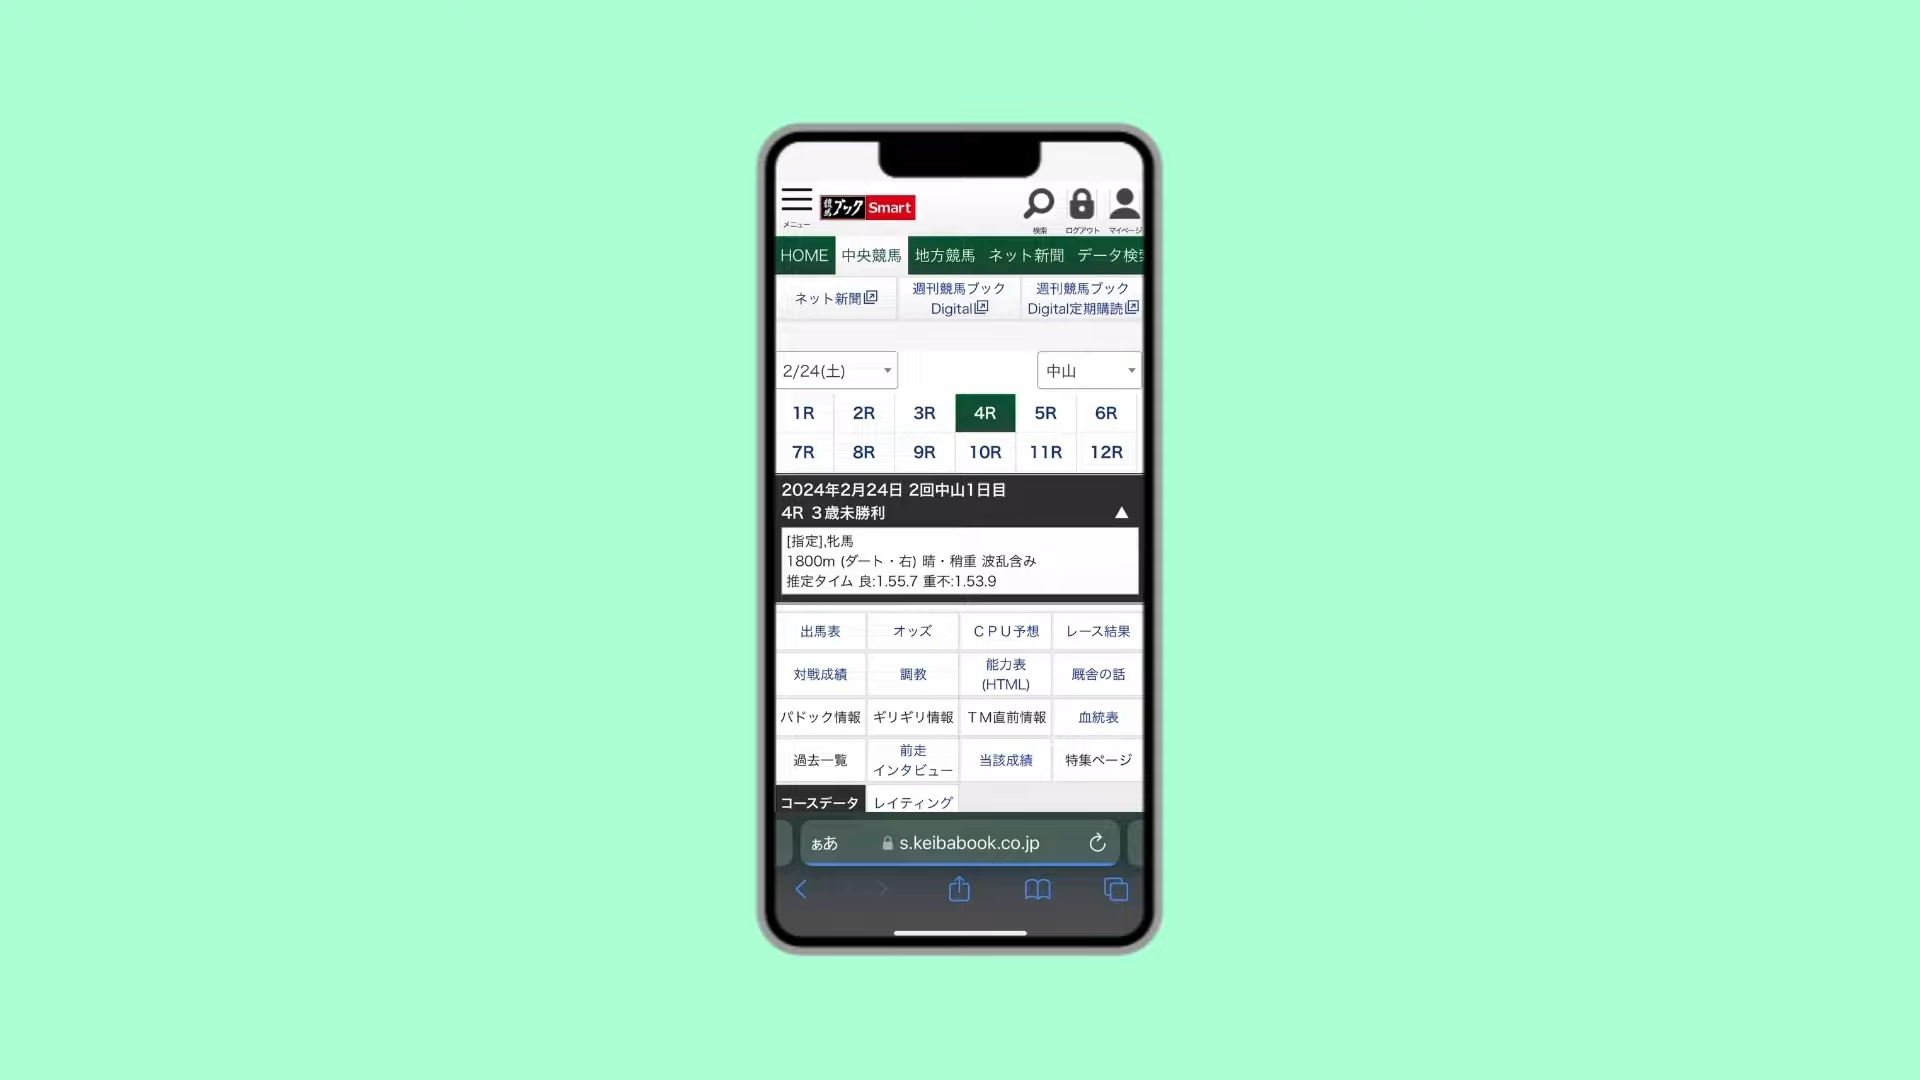 競馬ブック Smart
メニュー
検索 ログアウト マイページ
HOME 中央競馬 地方競馬 ネット新聞 データ検索
ネット新聞
週刊競馬ブック
Digital
週刊競馬ブック
Digital定期購読
2/24(土) 中山
1R 2R 3R 4R 5R 6R
7R 8R 9R 10R 11R 12R
2024年2月24日 2回中山1日目
4R ３歳未勝利 ▲
[指定],牝馬
1800m (ダート・右) 晴・稍重 波乱含み
推定タイム 良:1.55.7 重不:1.53.9
出馬表 オッズ ＣＰＵ予想 レース結果
対戦成績 調教 能力表
(HTML) 厩舎の話
パドック情報 ギリギリ情報 ＴＭ直前情報 血統表
過去一覧 前走
インタビュー 当該成績 特集ページ
コースデータ レイティング
ぁあ s.keibabook.co.jp